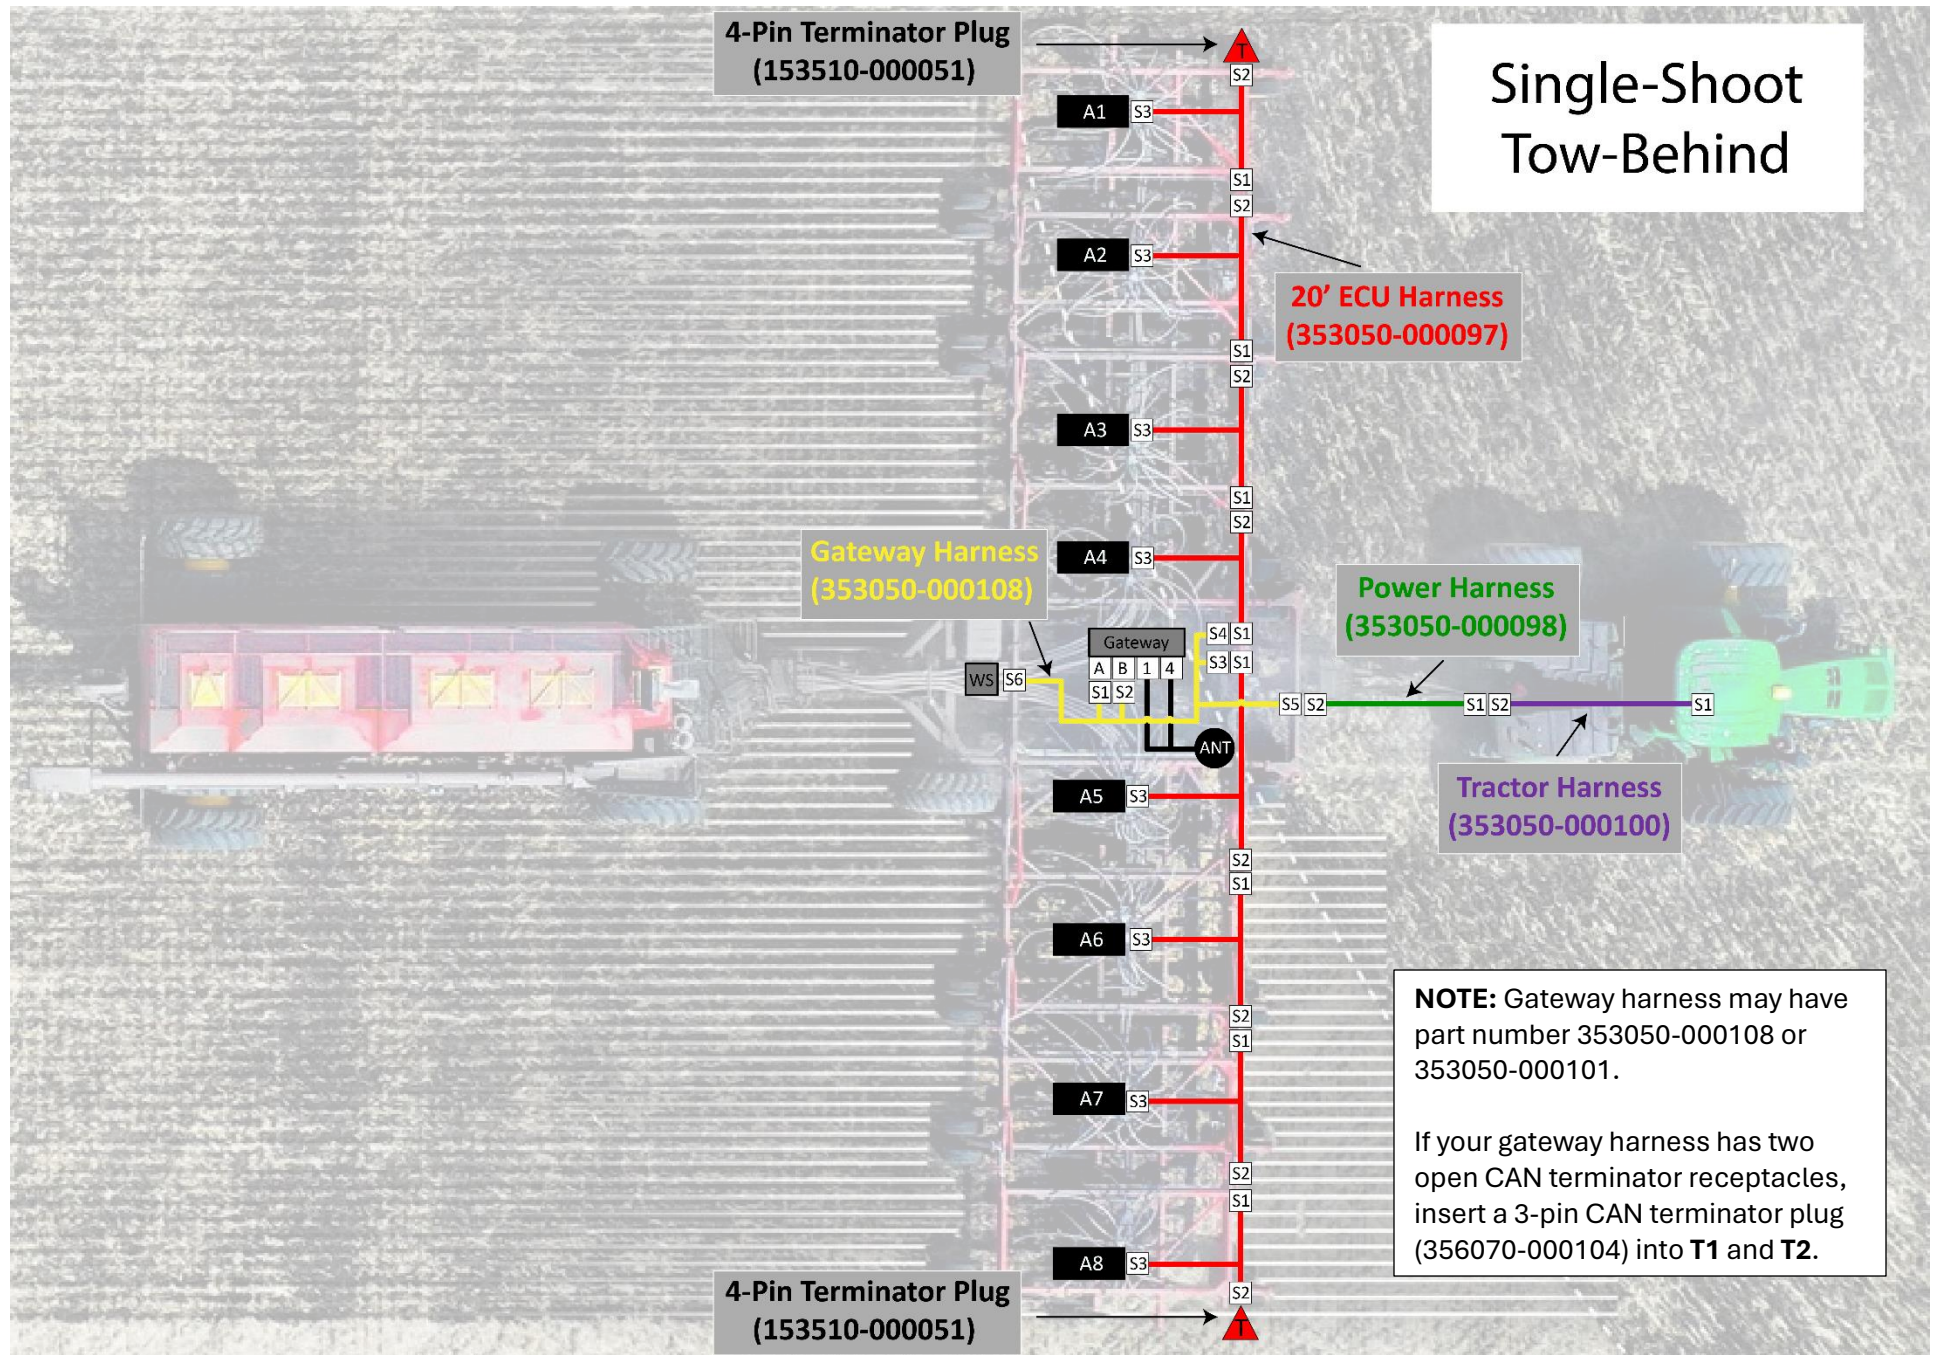 4-Pin Terminator Plug
(153510-000051)
T
S2
Single-Shoot
Tow-Behind
A1 S3
S1
S2
A2 S3
20’ ECU Harness
(353050-000097)
S1
S2
A3 S3
S1
S2
Gateway Harness
(353050-000108)
A4 S3
Power Harness
(353050-000098)
Gateway
S4 S1
A B 1 4
S3 S1
WS S6
S1 S2
S5 S2
S1 S2
S1
ANT
Tractor Harness
(353050-000100)
A5 S3
S2
S1
A6 S3
S2
S1
NOTE: Gateway harness may have
part number 353050-000108 or
353050-000101.
If your gateway harness has two
open CAN terminator receptacles,
insert a 3-pin CAN terminator plug
(356070-000104) into T1 and T2.
A7 S3
S2
S1
A8 S3
S2
4-Pin Terminator Plug
(153510-000051)
T